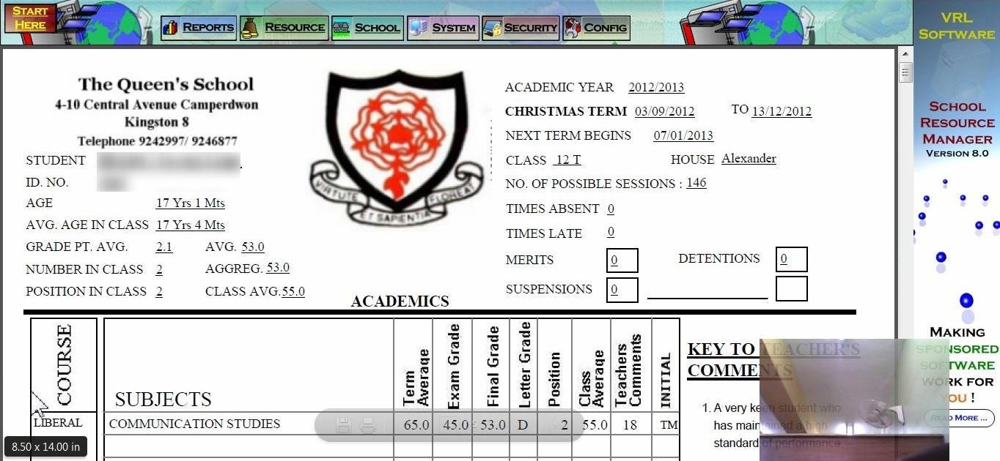 START
HERE
REPORTS
RESOURCE
SCHOOL
SYSTEM
SECURITY
CONFIG
VRL
SOFTWARE
SCHOOL
RESOURCE
MANAGER
VERSION 8.0
The Queen's School
4-10 Central Avenue Camperdwon
Kingston 8
Telephone 9242997/ 9246877
STUDENT .
ID. NO.
AGE 17 Yrs 1 Mts
AVG. AGE IN CLASS 17 Yrs 4 Mts
GRADE PT. AVG. 2.1 AVG. 53.0
NUMBER IN CLASS 2 AGGREG. 53.0
POSITION IN CLASS 2 CLASS AVG. 55.0
VIRTUTE
ET SAPIENTIA
FLOREAT
ACADEMIC YEAR 2012/2013
CHRISTMAS TERM 03/09/2012 TO 13/12/2012
NEXT TERM BEGINS 07/01/2013
CLASS 12 T HOUSE Alexander
NO. OF POSSIBLE SESSIONS : 146
TIMES ABSENT 0
TIMES LATE 0
MERITS 0 DETENTIONS 0
SUSPENSIONS 0
ACADEMICS
COURSE
SUBJECTS
Term
Average
Exam Grade
Final Grade
Letter Grade
Position
Class
Average
Teachers
Comments
INITIAL
LIBERAL COMMUNICATION STUDIES 65.0 45.0 53.0 D 2 55.0 18 TM
KEY TO TEACHER'S
COMMENTS
1. A very keen student who
has maintained a high
standard of performance
MAKING
SPONSORED
SOFTWARE
WORK FOR
YOU !
READ MORE ...
8.50 x 14.00 in